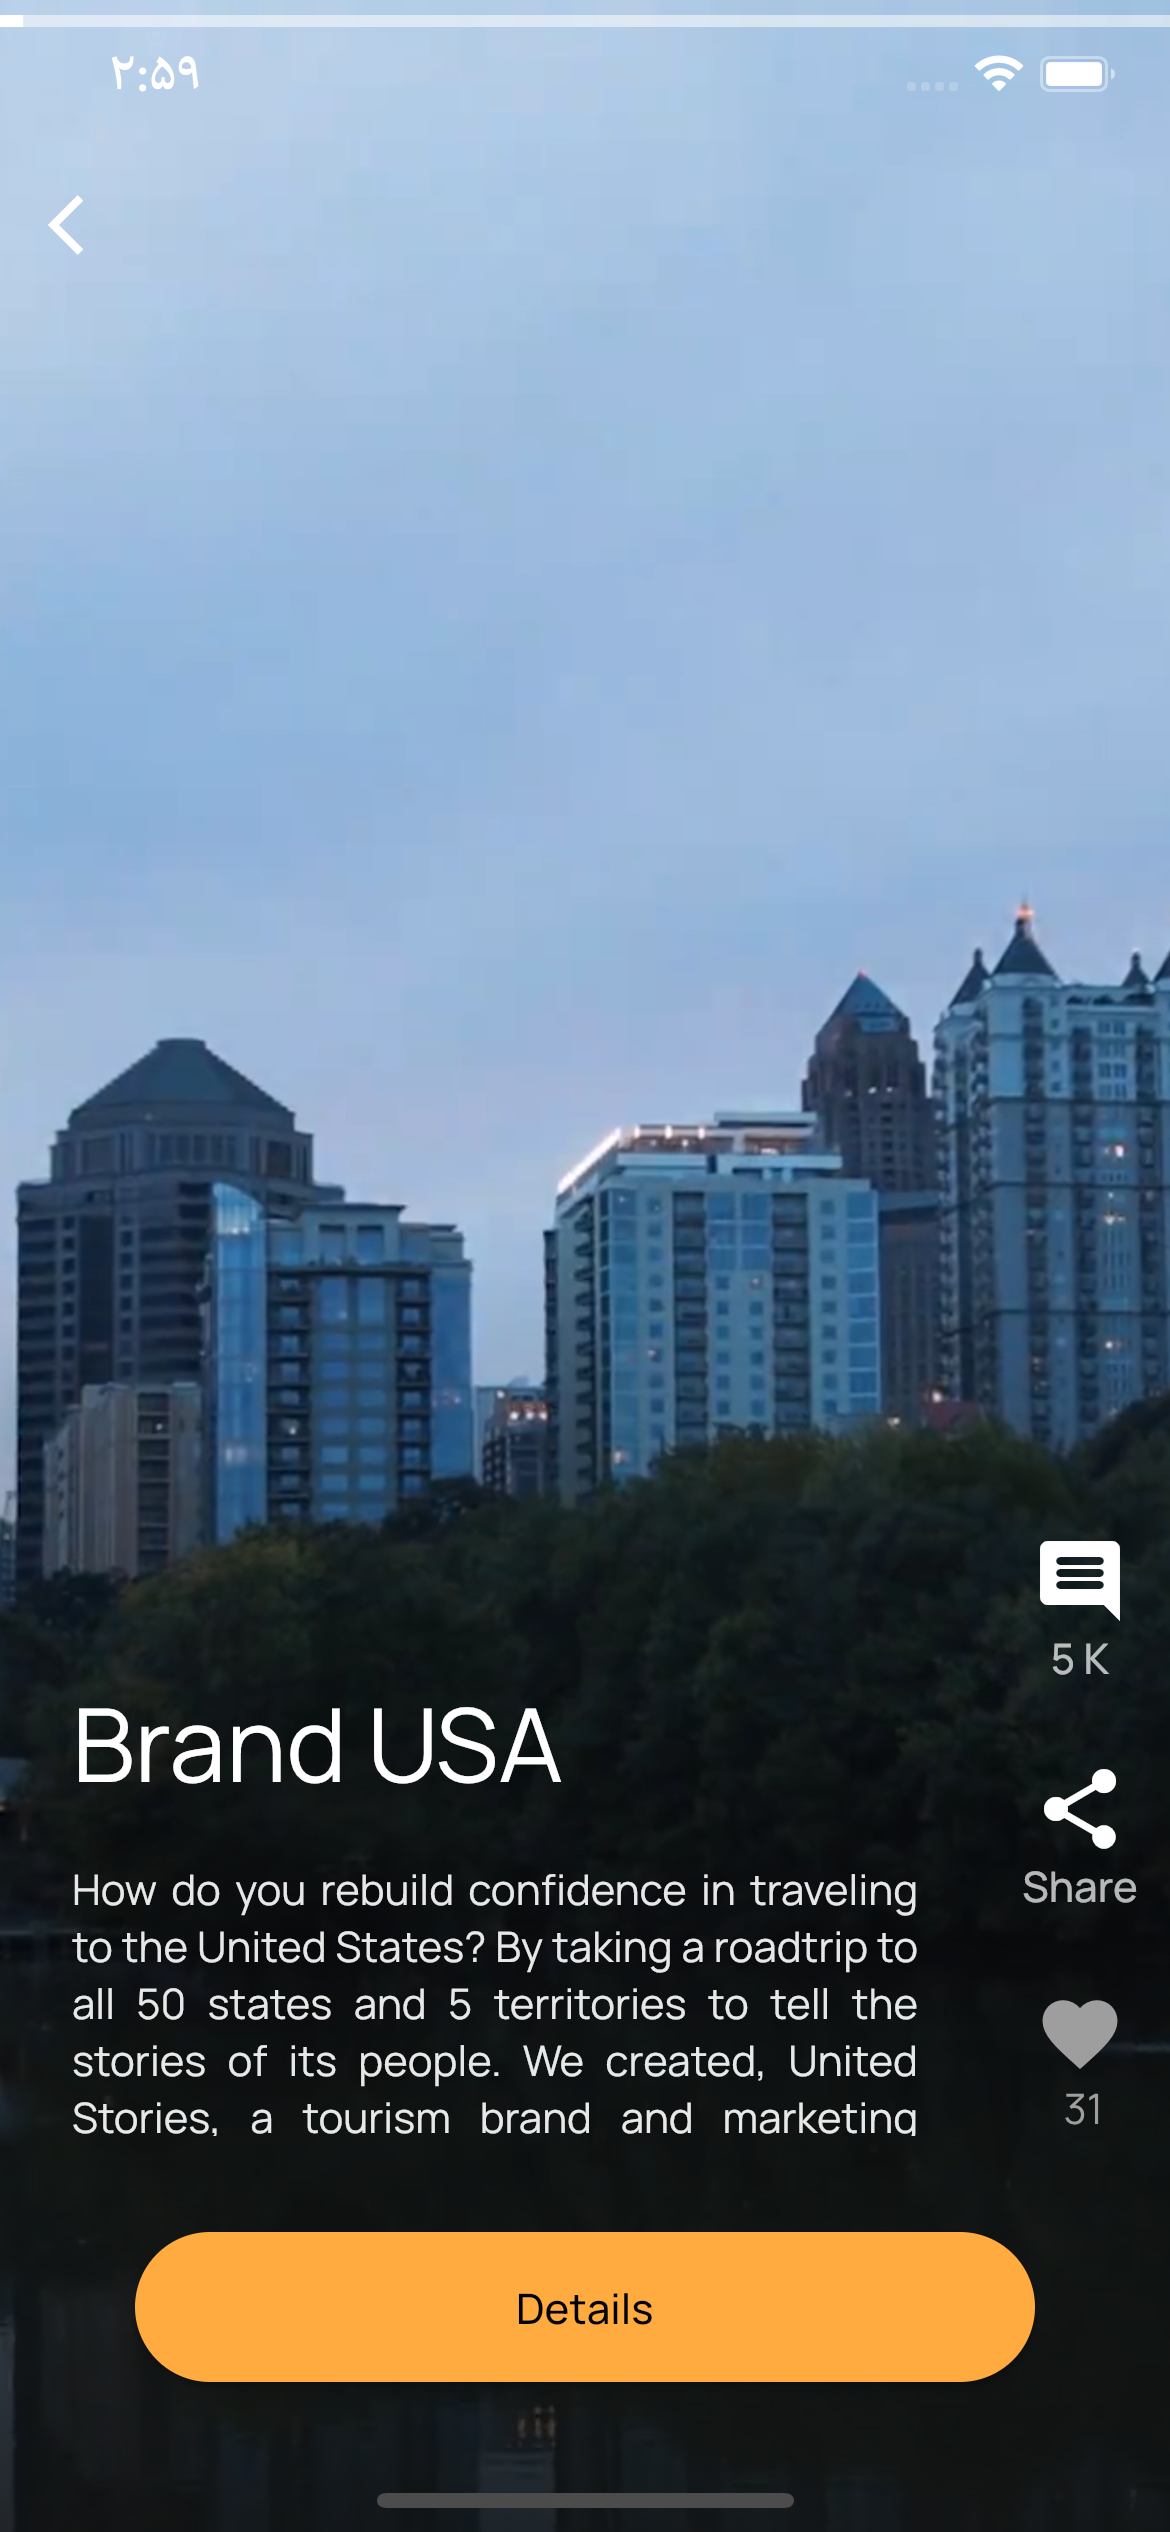 ۲:۵۹
5 K
Brand USA
How do you rebuild confidence in traveling
to the United States? By taking a roadtrip to
all 50 states and 5 territories to tell the
stories of its people. We created, United
Stories, a tourism brand and marketing
Share
31
Details